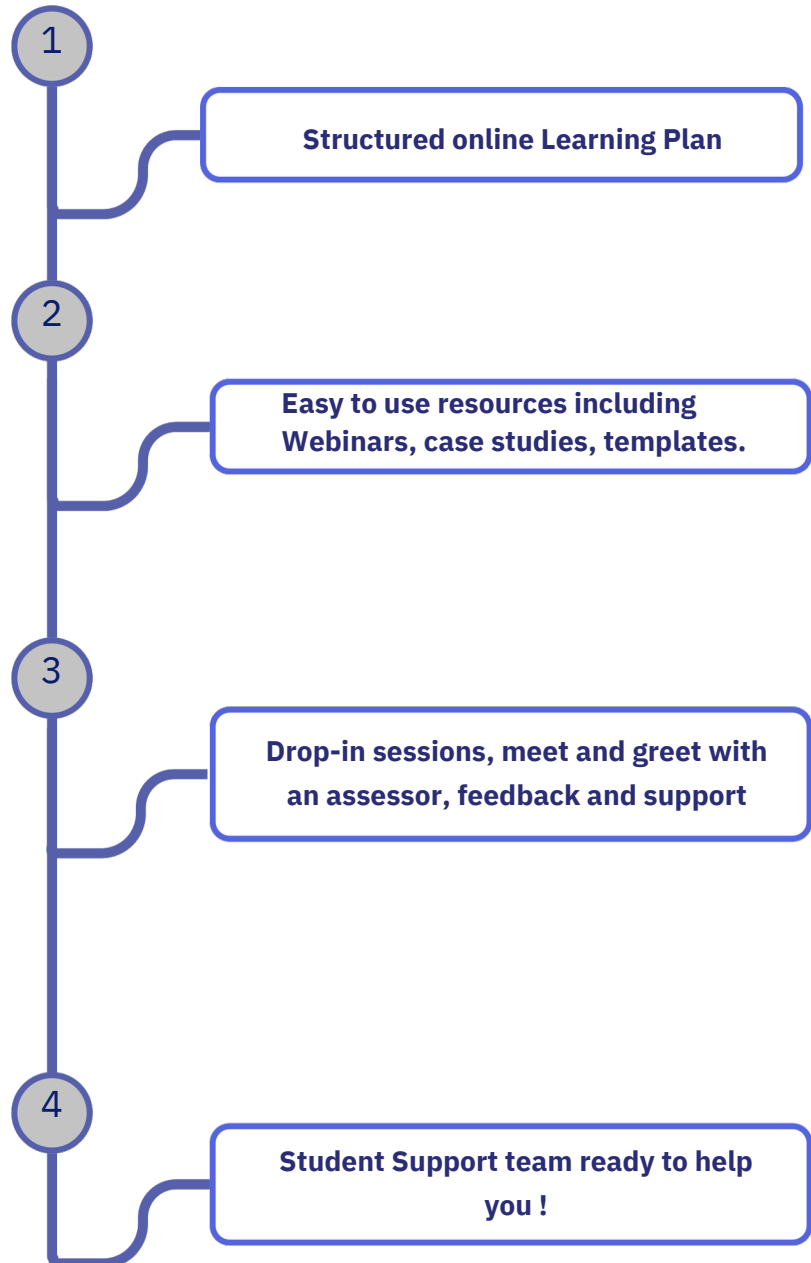 1
Structured online Learning Plan
2
Easy to use resources including
Webinars, case studies, templates.
3
Drop-in sessions, meet and greet with
an assessor, feedback and support
4
Student Support team ready to help
you !